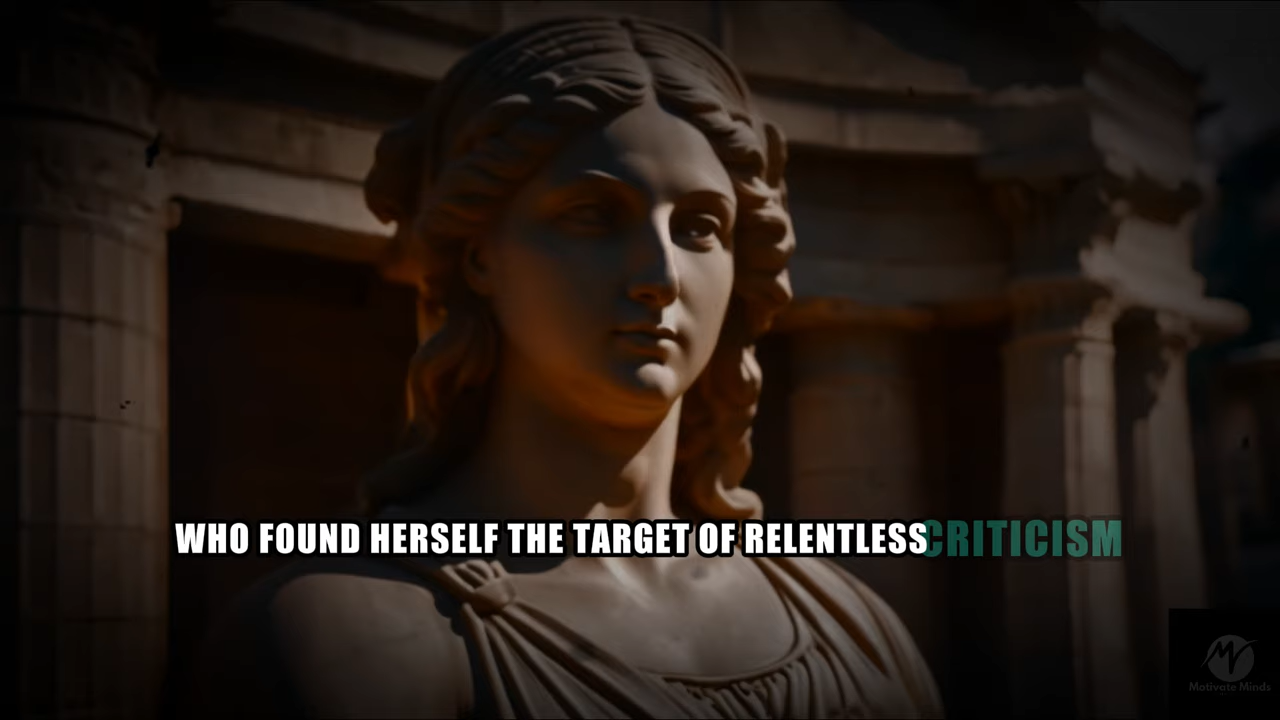 WHO FOUND HERSELF THE TARGET OF RELENTLESS CRITICISM
Motivate Minds